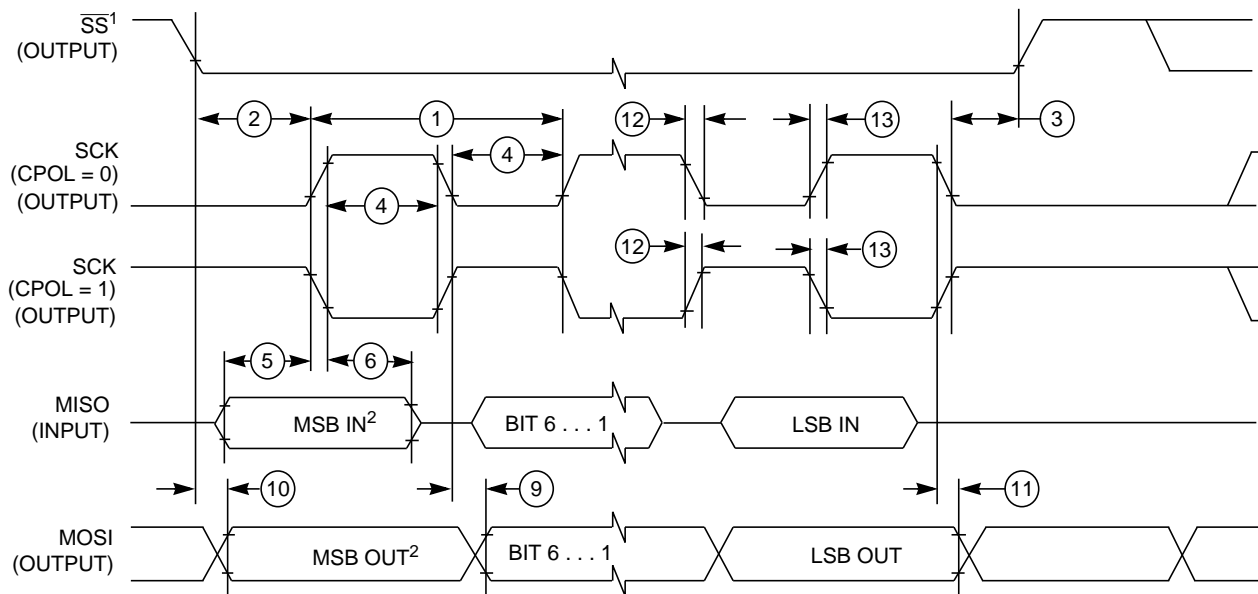 SS¹
(OUTPUT)
2
1
12
13
3
SCK
(CPOL = 0)
(OUTPUT)
4
4
SCK
(CPOL = 1)
(OUTPUT)
12
13
5
6
MISO
(INPUT)
MSB IN²
BIT 6 . . . 1
LSB IN
10
9
11
MOSI
(OUTPUT)
MSB OUT²
BIT 6 . . . 1
LSB OUT